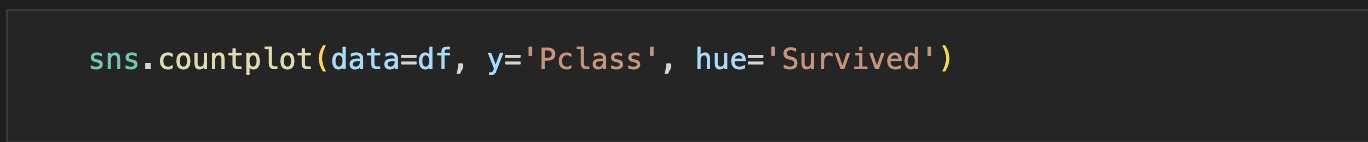 sns.countplot(data=df, y='Pclass', hue='Survived')